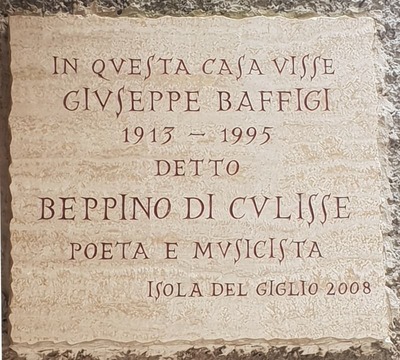 IN QVESTA CASA VISSE
GIVSEPPE BAFFIGI
1913 – 1995
DETTO
BEPPINO DI CVLISSE
POETA E MVSICISTA
ISOLA DEL GIGLIO 2008